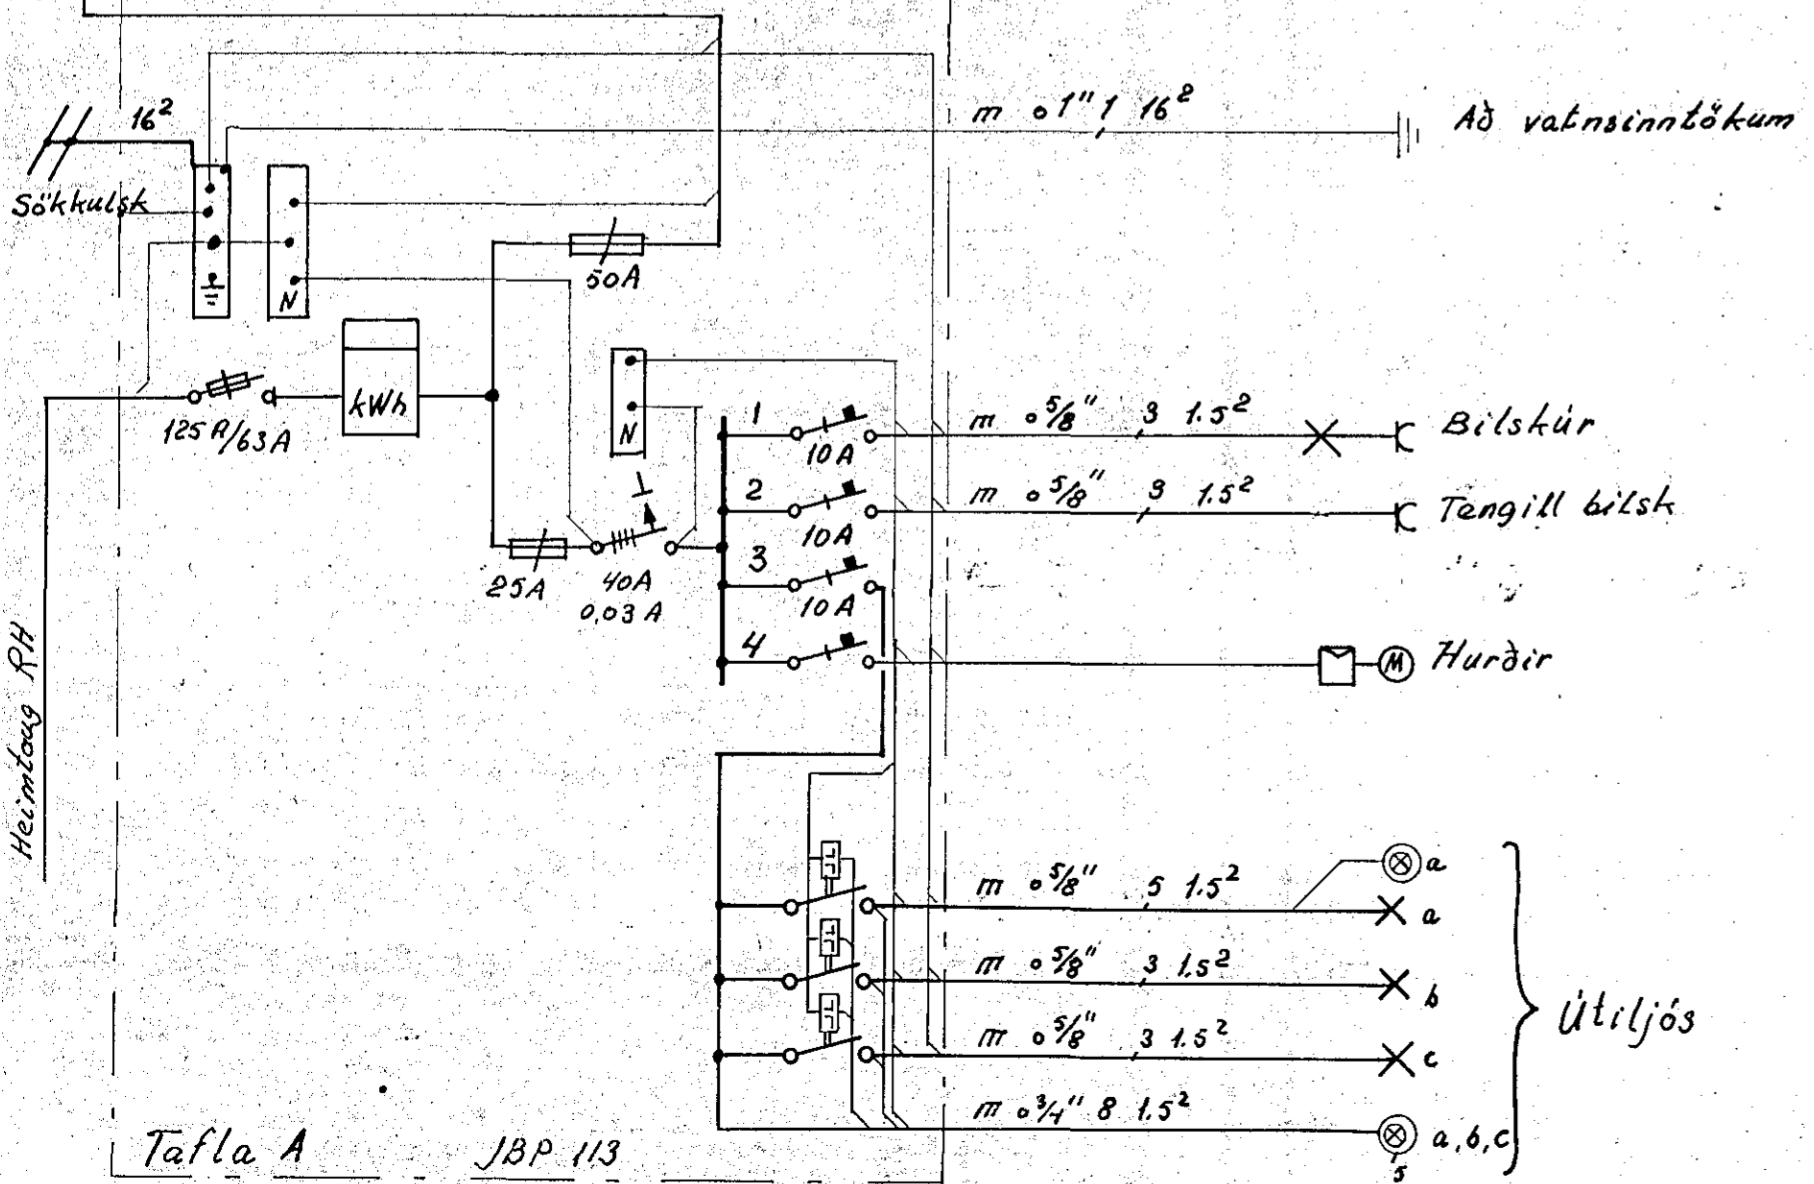 16²
m ∘ 1" 1 16² Að vatnsinntökum
Sökkulsk
50A
N
kWh
125A/63A
N
1 10A m ∘ 5/8" 3 1.5² Bílskúr
2 10A m ∘ 5/8" 3 1.5² Tengill bílsk
25A
40A
0,03A
3 10A
4 M Hurðir
Heimtaug RH
a
m ∘ 5/8" 5 1.5² a
m ∘ 5/8" 3 1.5² b
m ∘ 5/8" 3 1.5² c
Útiljós
m ∘ 3/4" 8 1.5² a,b,c
5
Tafla A JBP 113